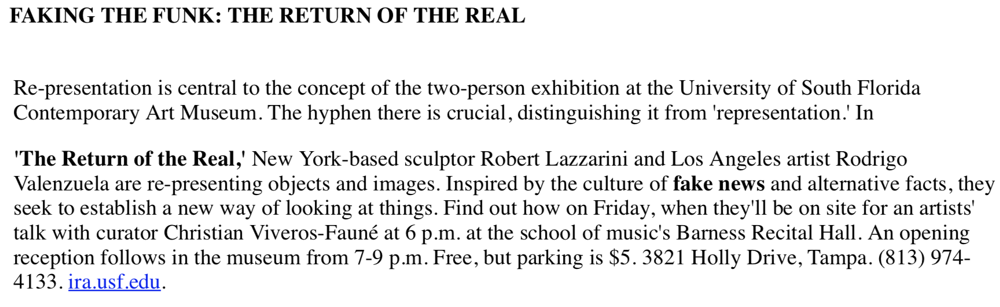 FAKING THE FUNK: THE RETURN OF THE REAL
Re-presentation is central to the concept of the two-person exhibition at the University of South Florida
Contemporary Art Museum. The hyphen there is crucial, distinguishing it from 'representation.' In
'The Return of the Real,' New York-based sculptor Robert Lazzarini and Los Angeles artist Rodrigo
Valenzuela are re-presenting objects and images. Inspired by the culture of fake news and alternative facts, they
seek to establish a new way of looking at things. Find out how on Friday, when they'll be on site for an artists'
talk with curator Christian Viveros-Fauné at 6 p.m. at the school of music's Barness Recital Hall. An opening
reception follows in the museum from 7-9 p.m. Free, but parking is $5. 3821 Holly Drive, Tampa. (813) 974-
4133. ira.usf.edu.